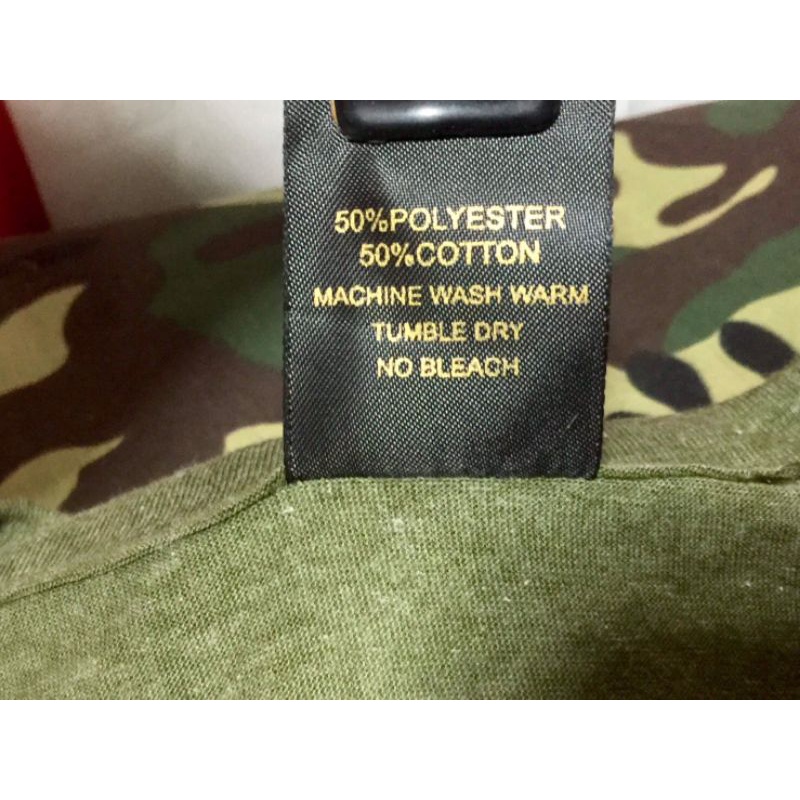 50%POLYESTER
50%COTTON
MACHINE WASH WARM
TUMBLE DRY
NO BLEACH